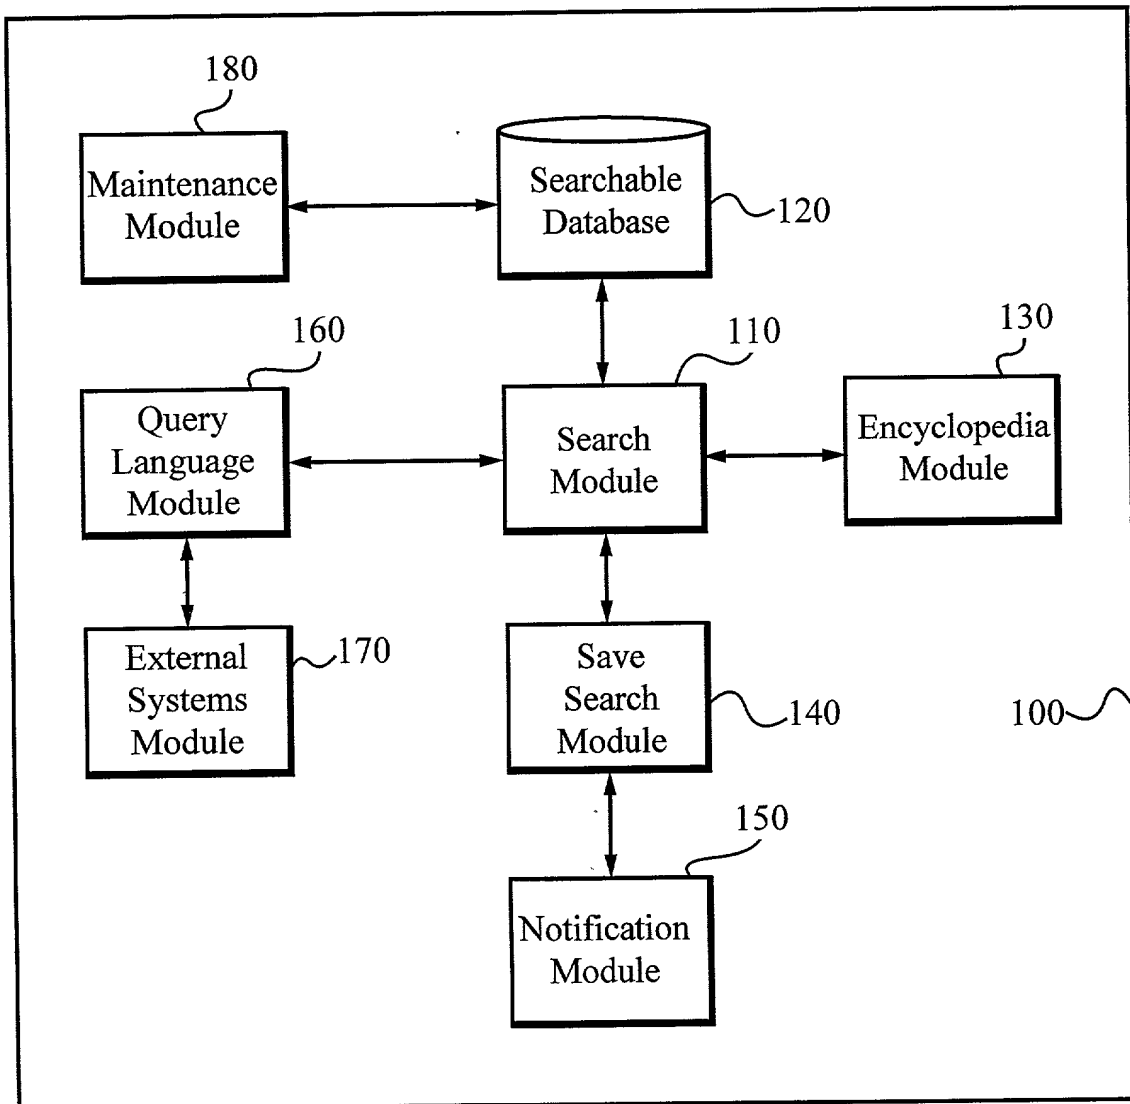 180
Maintenance
Module
Searchable
Database
120
160
110
130
Query
Language
Module
Search
Module
Encyclopedia
Module
External
Systems
Module
170
Save
Search
Module
140
100
150
Notification
Module